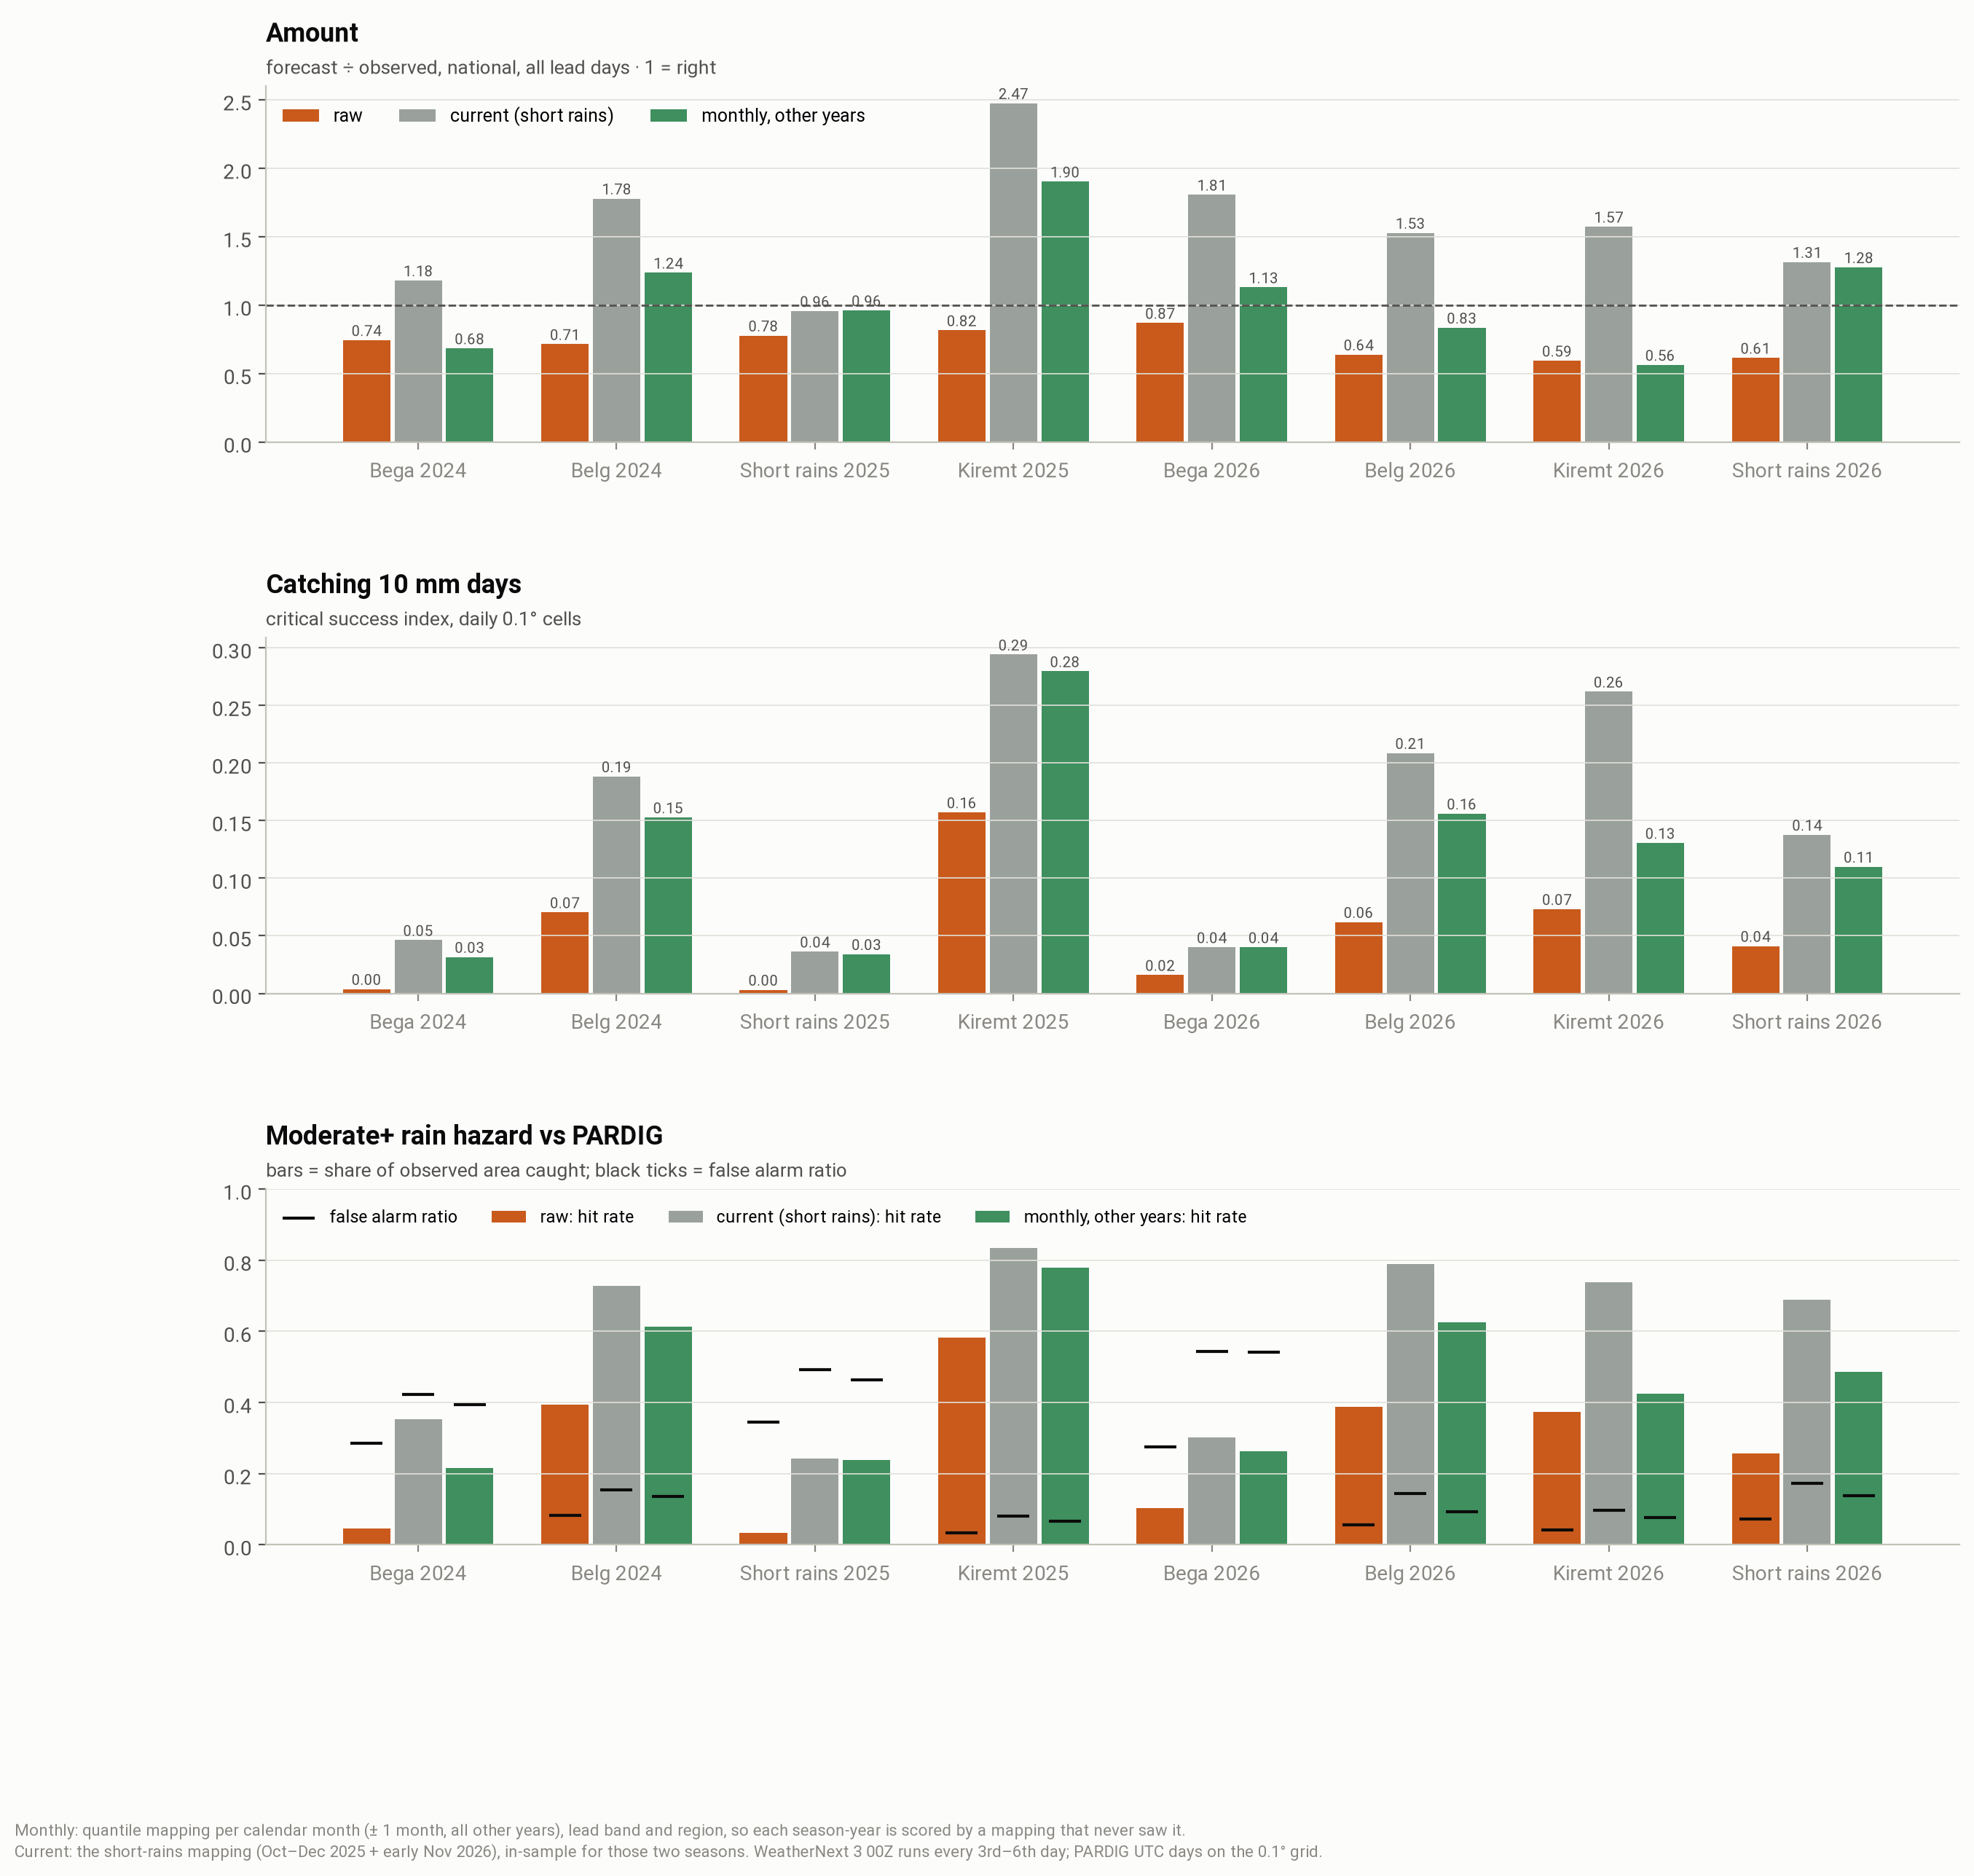 Amount
forecast ÷ observed, national, all lead days · 1 = right
raw current (short rains) monthly, other years
2.5
2.0
1.5
1.0
0.5
0.0
0.74 1.18 0.68
0.71 1.78 1.24
0.78 0.96 0.96
0.82 2.47 1.90
0.87 1.81 1.13
0.64 1.53 0.83
0.59 1.57 0.56
0.61 1.31 1.28
Bega 2024 Belg 2024 Short rains 2025 Kiremt 2025 Bega 2026 Belg 2026 Kiremt 2026 Short rains 2026
Catching 10 mm days
critical success index, daily 0.1° cells
0.30
0.25
0.20
0.15
0.10
0.05
0.00
0.00 0.05 0.03
0.07 0.19 0.15
0.00 0.04 0.03
0.16 0.29 0.28
0.02 0.04 0.04
0.06 0.21 0.16
0.07 0.26 0.13
0.04 0.14 0.11
Bega 2024 Belg 2024 Short rains 2025 Kiremt 2025 Bega 2026 Belg 2026 Kiremt 2026 Short rains 2026
Moderate+ rain hazard vs PARDIG
bars = share of observed area caught; black ticks = false alarm ratio
false alarm ratio raw: hit rate current (short rains): hit rate monthly, other years: hit rate
1.0
0.8
0.6
0.4
0.2
0.0
Bega 2024 Belg 2024 Short rains 2025 Kiremt 2025 Bega 2026 Belg 2026 Kiremt 2026 Short rains 2026
Monthly: quantile mapping per calendar month (± 1 month, all other years), lead band and region, so each season-year is scored by a mapping that never saw it.
Current: the short-rains mapping (Oct–Dec 2025 + early Nov 2026), in-sample for those two seasons. WeatherNext 3 00Z runs every 3rd–6th day; PARDIG UTC days on the 0.1° grid.